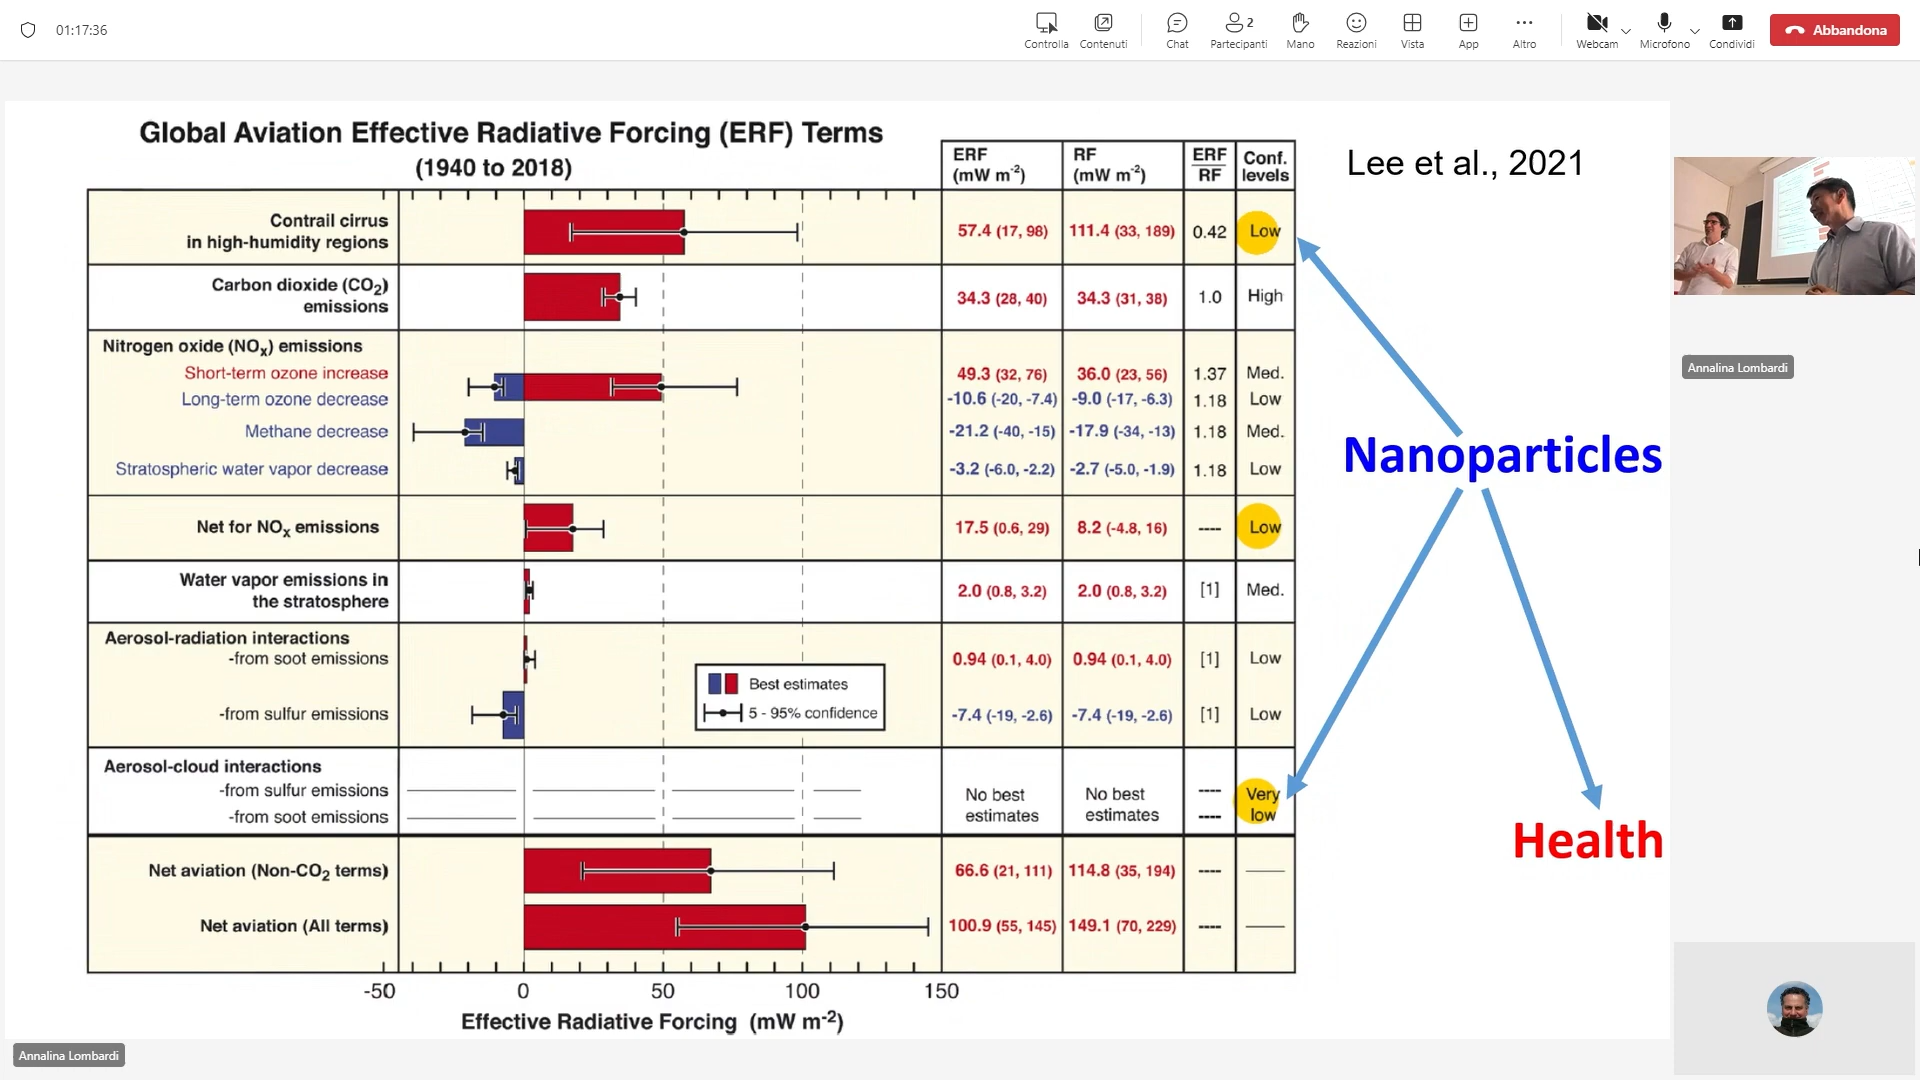 01:17:36
Controlla
Contenuti
Chat
2
Partecipanti
Mano
Reazioni
Vista
App
Altro
Webcam
Microfono
Condividi
Abbandona
Global Aviation Effective Radiative Forcing (ERF) Terms
(1940 to 2018)
ERF (mW m-2)
RF (mW m-2)
ERF RF
Conf. levels
Lee et al., 2021
Contrail cirrus
in high-humidity regions
57.4 (17, 98) 111.4 (33, 189) 0.42 Low
Carbon dioxide (CO2)
emissions
34.3 (28, 40) 34.3 (31, 38) 1.0 High
Nitrogen oxide (NOx) emissions
Short-term ozone increase 49.3 (32, 76) 36.0 (23, 56) 1.37 Med.
Long-term ozone decrease -10.6 (-20, -7.4) -9.0 (-17, -6.3) 1.18 Low
Methane decrease -21.2 (-40, -15) -17.9 (-34, -13) 1.18 Med.
Stratospheric water vapor decrease -3.2 (-6.0, -2.2) -2.7 (-5.0, -1.9) 1.18 Low
Net for NOx emissions 17.5 (0.6, 29) 8.2 (-4.8, 16) ---- Low
Water vapor emissions in
the stratosphere
2.0 (0.8, 3.2) 2.0 (0.8, 3.2) [1] Med.
Aerosol-radiation interactions
-from soot emissions 0.94 (0.1, 4.0) 0.94 (0.1, 4.0) [1] Low
-from sulfur emissions -7.4 (-19, -2.6) -7.4 (-19, -2.6) [1] Low
Best estimates
5 - 95% confidence
Aerosol-cloud interactions
-from sulfur emissions
-from soot emissions
No best estimates
No best estimates
----
----
Very low
Net aviation (Non-CO2 terms) 66.6 (21, 111) 114.8 (35, 194) ----
Net aviation (All terms) 100.9 (55, 145) 149.1 (70, 229) ----
-50 0 50 100 150
Effective Radiative Forcing (mW m-2)
Nanoparticles
Health
Annalina Lombardi
Annalina Lombardi